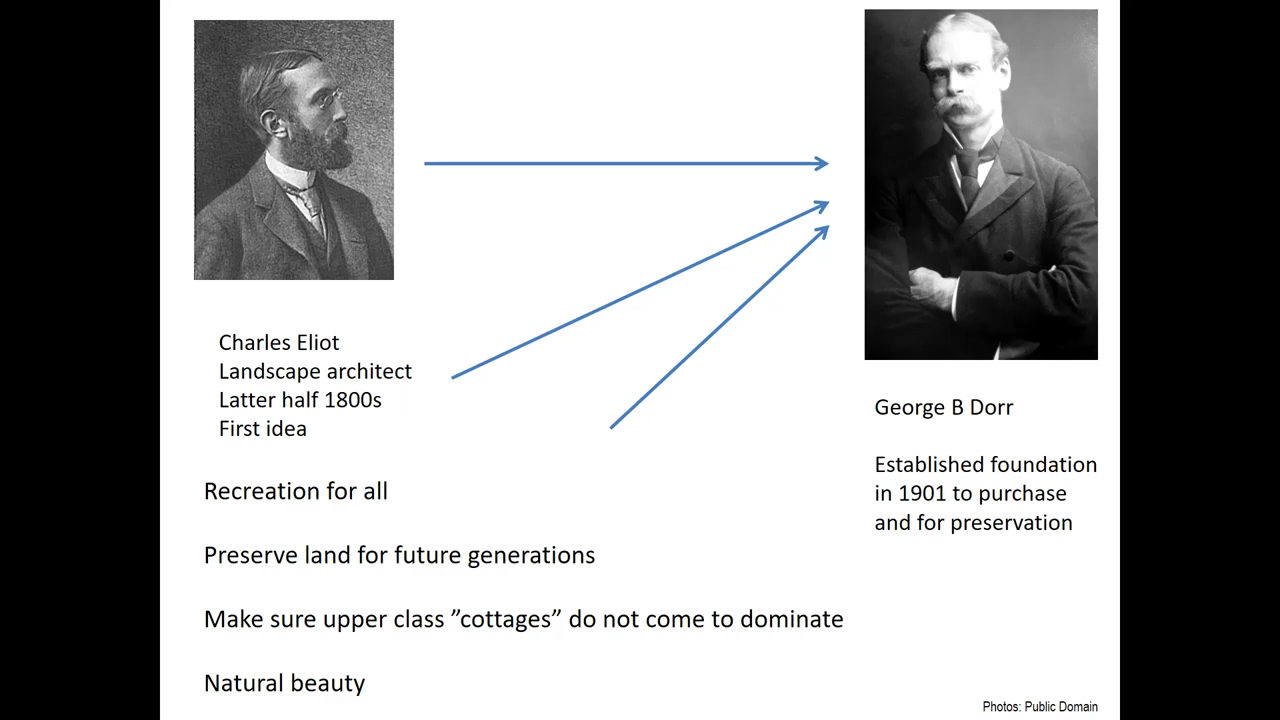 Charles Eliot
Landscape architect
Latter half 1800s
First idea
Recreation for all
Preserve land for future generations
Make sure upper class ”cottages” do not come to dominate
Natural beauty
George B Dorr
Established foundation
in 1901 to purchase
and for preservation
Photos: Public Domain